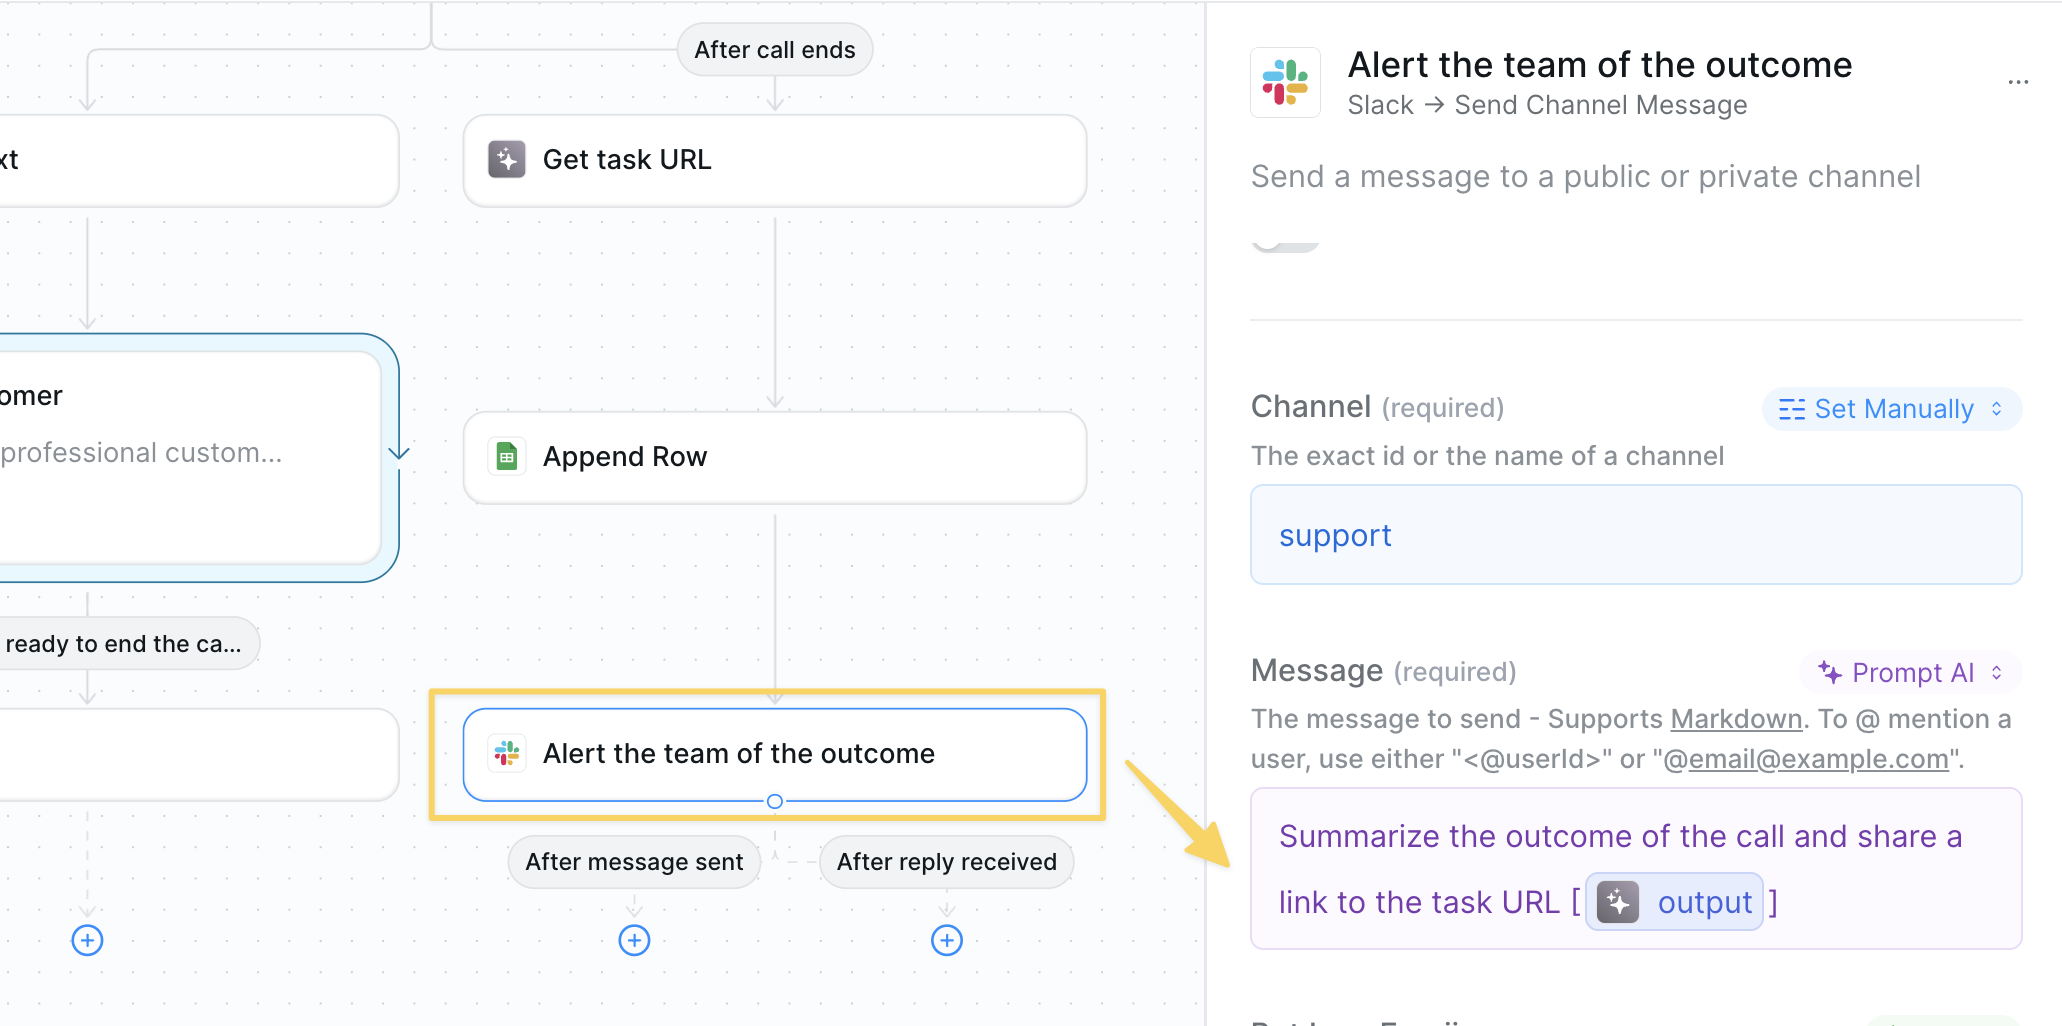 After call ends
xt
Get task URL
omer
professional custom...
Append Row
ready to end the ca...
Alert the team of the outcome
After message sent
After reply received
Alert the team of the outcome
Slack → Send Channel Message
...
Send a message to a public or private channel
Channel (required)
Set Manually
The exact id or the name of a channel
support
Message (required)
Prompt AI
The message to send - Supports Markdown. To @ mention a
user, use either "<@userId>" or "@email@example.com".
Summarize the outcome of the call and share a
link to the task URL [ output ]